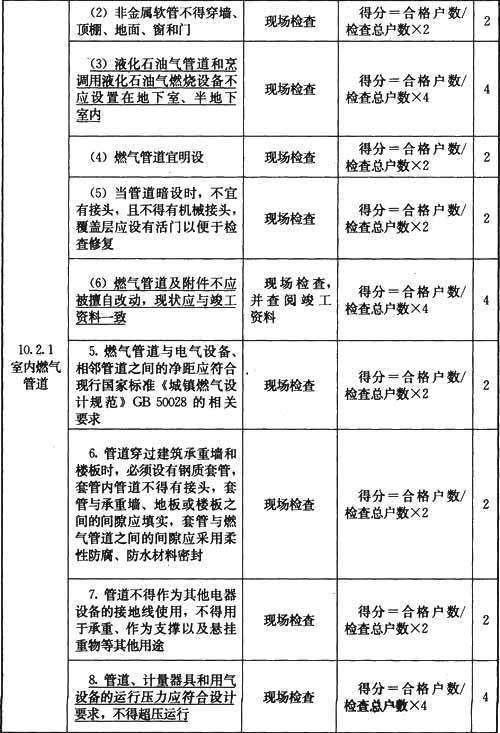 (2) 非金属软管不得穿墙、
顶棚、地面、窗和门
现场检查
得分＝合格户数/
检查总户数×2
2
(3) 液化石油气管道和烹
调用液化石油气燃烧设备不
应设置在地下室、半地下
室内
现场检查
得分＝合格户数/
检查总户数×4
4
(4) 燃气管道宜明设
现场检查
得分＝合格户数/
检查总户数×2
2
(5) 当管道暗设时，不宜
有接头，且不得有机械接头，
覆盖层应设有活门以便于检
查修复
现场检查
得分＝合格户数/
检查总户数×2
2
(6) 燃气管道及附件不应
被擅自改动，现状应与竣工
资料一致
现场检查，
并查阅竣工
资料
得分＝合格户数/
检查总户数×4
4
10.2.1
室内燃气
管道
5. 燃气管道与电气设备、
相邻管道之间的净距应符合
现行国家标准《城镇燃气设
计规范》GB 50028 的相关
要求
现场检查
得分＝合格户数/
检查总户数×2
2
6. 管道穿过建筑承重墙和
楼板时，必须设有钢质套管，
套管内管道不得有接头，套
管与承重墙、地板或楼板之
间的间隙应填实，套管与燃
气管道之间的间隙应采用柔
性防腐、防水材料密封
现场检查
得分＝合格户数/
检查总户数×2
2
7. 管道不得作为其他电器
设备的接地线使用，不得用
于承重、作为支撑以及悬挂
重物等其他用途
现场检查
得分＝合格户数/
检查总户数×2
2
8. 管道、计量器具和用气
设备的运行压力应符合设计
要求，不得超压运行
现场检查
得分＝合格户数/
检查总户数×4
4